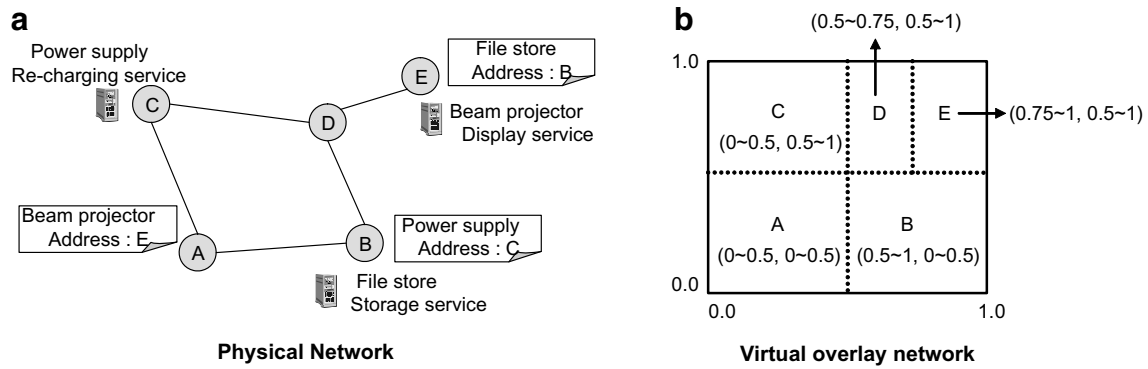 a
Power supply
Re-charging service
C
D
E
File store
Address : B
Beam projector
Display service
Beam projector
Address : E
A
B
Power supply
Address : C
File store
Storage service
Physical Network
b
(0.5~0.75, 0.5~1)
1.0
C
(0~0.5, 0.5~1)
D
E
(0.75~1, 0.5~1)
A
(0~0.5, 0~0.5)
B
(0.5~1, 0~0.5)
0.0
0.0
1.0
Virtual overlay network